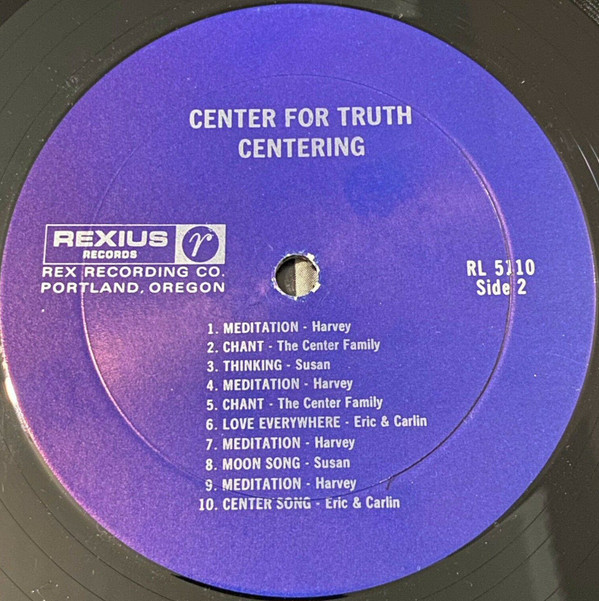 CENTER FOR TRUTH
CENTERING
REXIUS r
RECORDS
REX RECORDING CO.
PORTLAND, OREGON
RL 5110
Side 2
1. MEDITATION - Harvey
2. CHANT - The Center Family
3. THINKING - Susan
4. MEDITATION - Harvey
5. CHANT - The Center Family
6. LOVE EVERYWHERE - Eric & Carlin
7. MEDITATION - Harvey
8. MOON SONG - Susan
9. MEDITATION - Harvey
10. CENTER SONG - Eric & Carlin